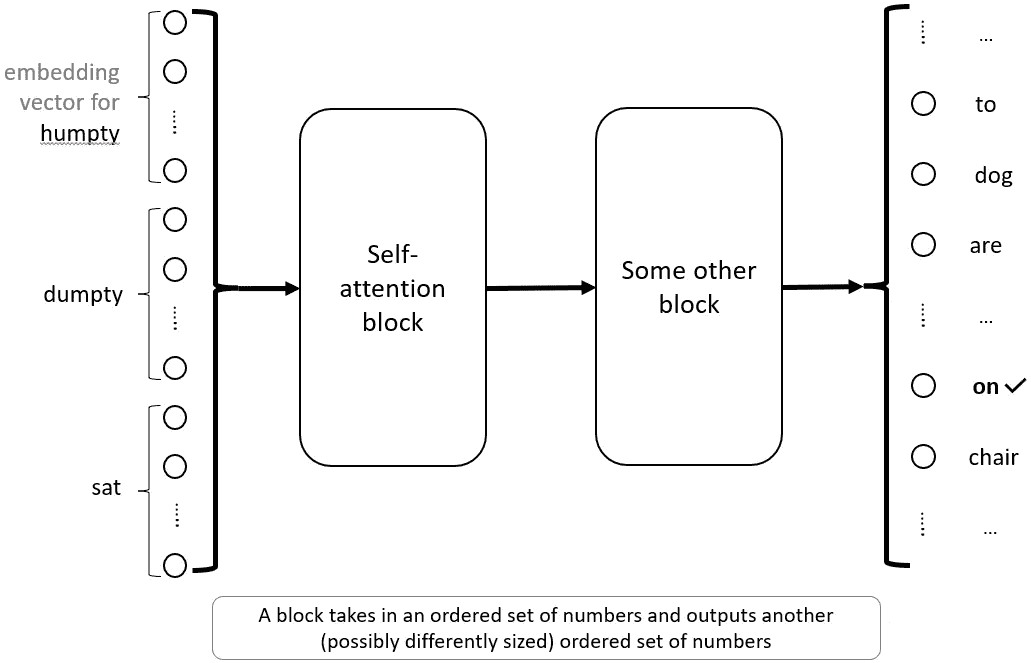 embedding
vector for
humpty
dumpty
sat
Self-
attention
block
Some other
block
...
to
dog
are
...
on ✓
chair
...
A block takes in an ordered set of numbers and outputs another
(possibly differently sized) ordered set of numbers